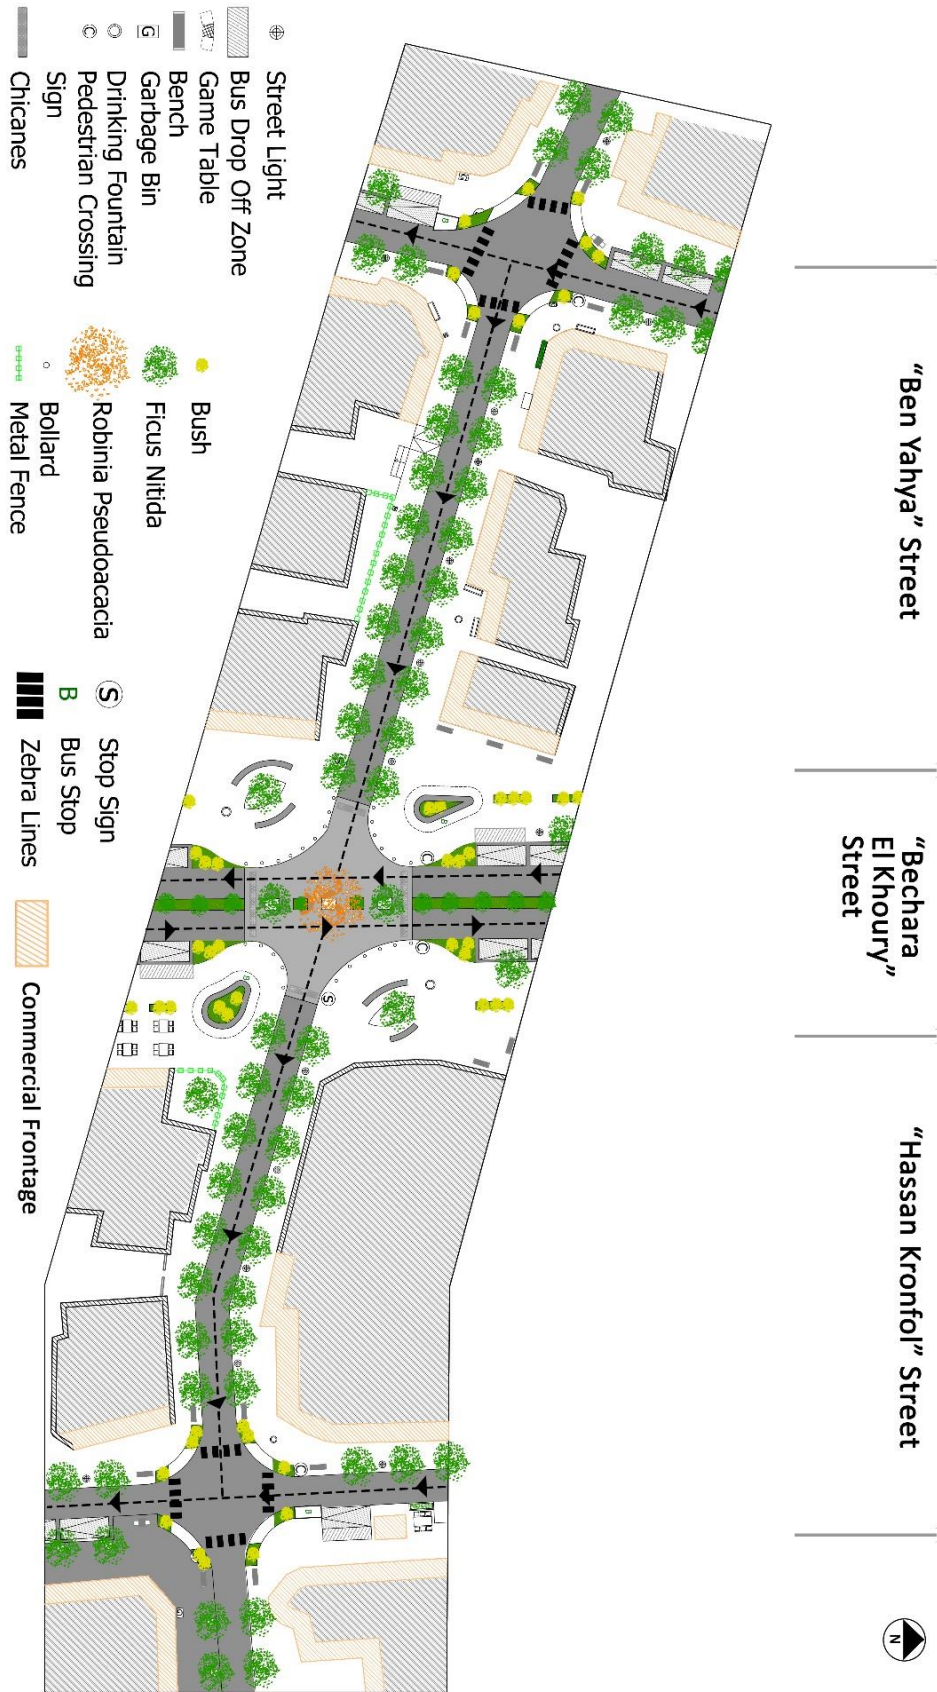 "Ben Yahya" Street
"Bechara
El Khoury"
Street
"Hassan Kronfol" Street
N
B
S
C
C
C
C
S
B
B
B
G
Street Light
Bus Drop Off Zone
Game Table
Bench
G
Garbage Bin
Drinking Fountain
C
Pedestrian Crossing
Sign
Chicanes
Bush
Ficus Nitida
Robinia Pseudoacacia
Bollard
Metal Fence
S
Stop Sign
B
Bus Stop
Zebra Lines
Commercial Frontage